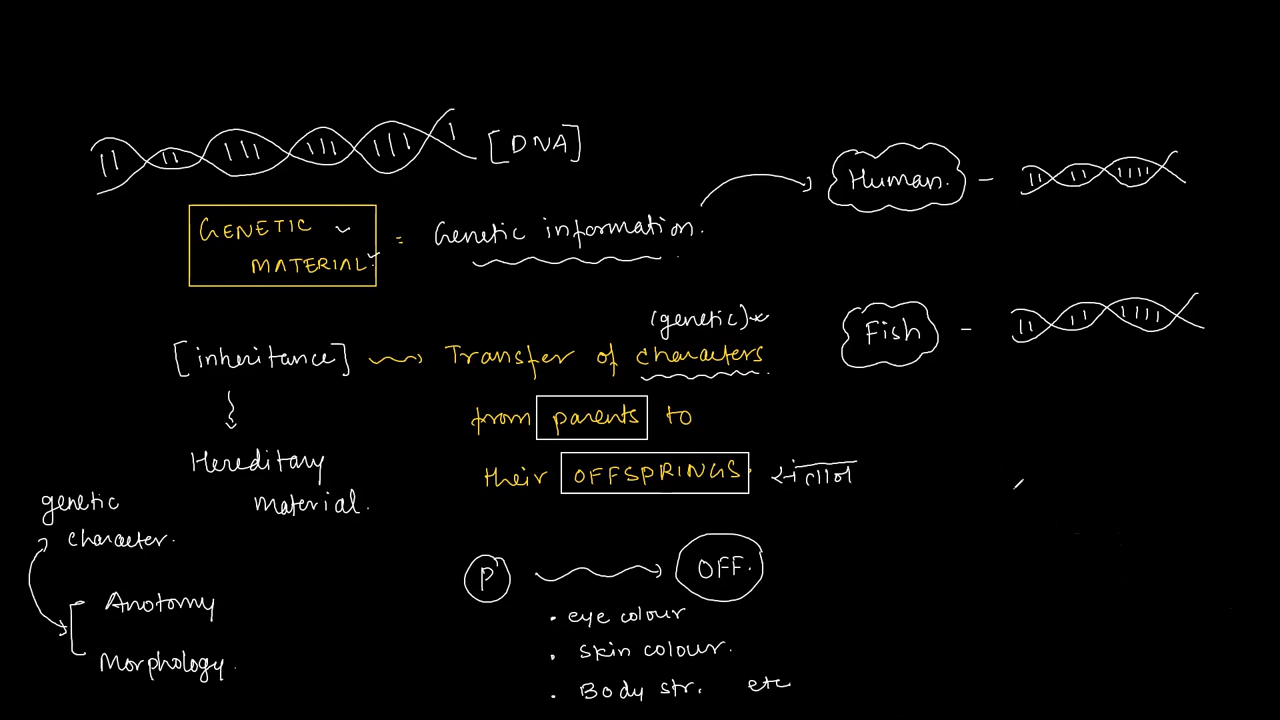 [DNA]
Human.
GENETIC
MATERIAL.
= Genetic information.
(genetic)
Fish
[inheritance] Transfer of characters
from parents to
their OFFSPRINGS. संतान
Hereditary
material.
genetic
character.
Anotomy
Morphology.
P OFF.
• eye colour
• skin colour.
• Body str. etc